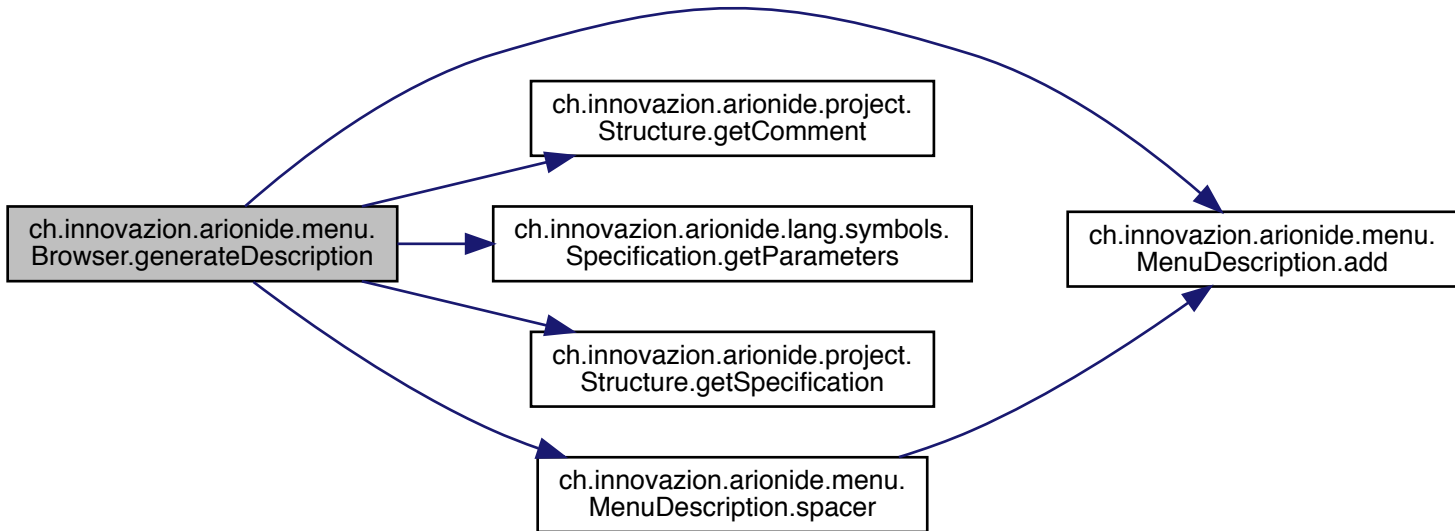 ch.innovazion.arionide.project.
Structure.getComment
ch.innovazion.arionide.menu.
Browser.generateDescription
ch.innovazion.arionide.lang.symbols.
Specification.getParameters
ch.innovazion.arionide.menu.
MenuDescription.add
ch.innovazion.arionide.project.
Structure.getSpecification
ch.innovazion.arionide.menu.
MenuDescription.spacer